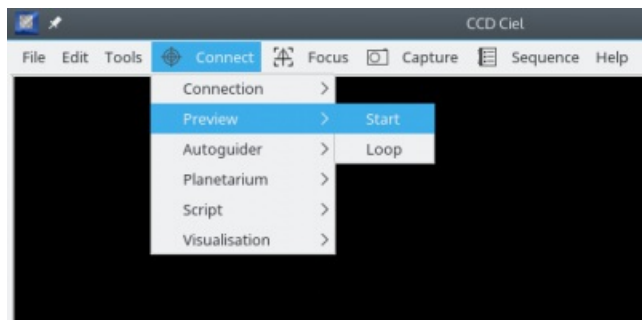 CCD Ciel
File Edit Tools Connect Focus Capture Sequence Help
Connection
Preview Start
Autoguider Loop
Planetarium
Script
Visualisation